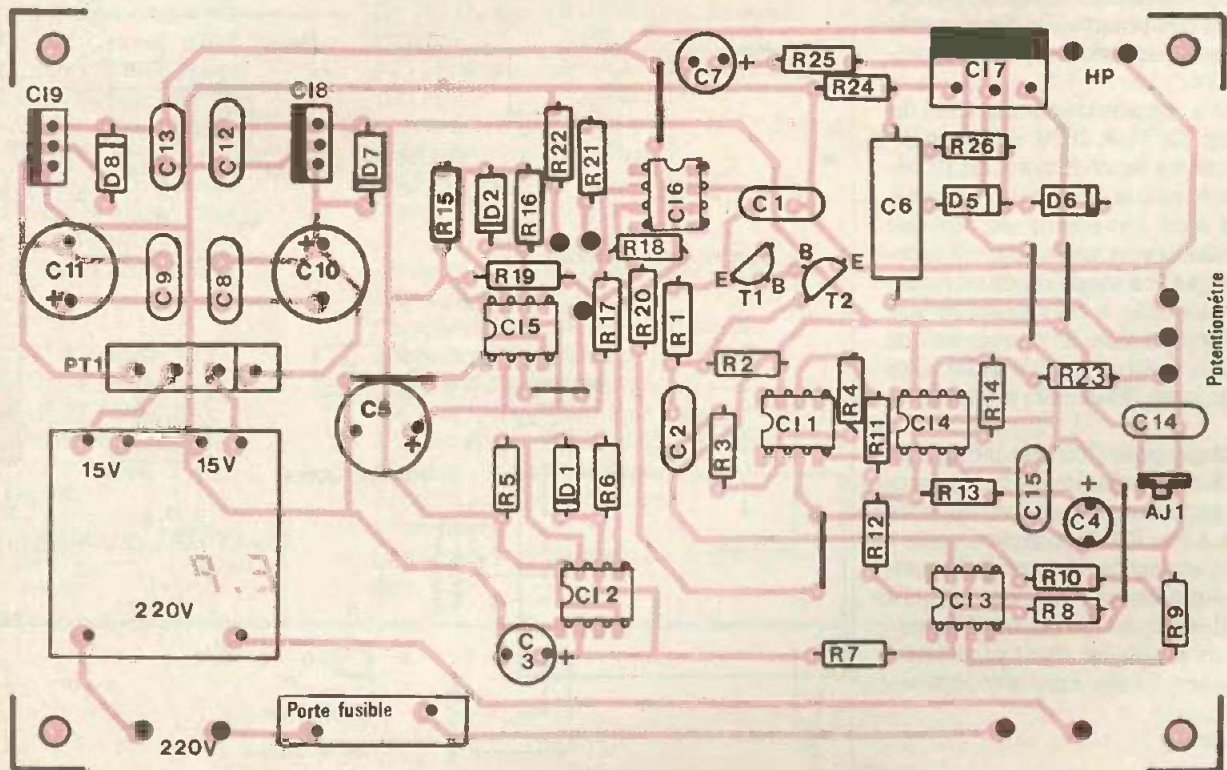 C7
+
R25
R24
CI7
HP
CI9
CI8
D8
C13
C12
D7
R22
R21
R26
R15
D2
R16
CI6
C1
C6
D5
D6
R18
C11
+
C9
C8
+
C10
R19
R17
R20
R1
E
T1
B
B
T2
E
CI5
PT1
R2
R4
R14
R23
Potentiomètre
C5
+
C2
R3
CI1
R11
CI4
C14
15V
15V
R5
D1
R6
R13
C15
+
C4
AJ1
R12
9.3
220V
CI2
CI3
R10
R8
R9
C3
+
R7
Porte fusible
220V